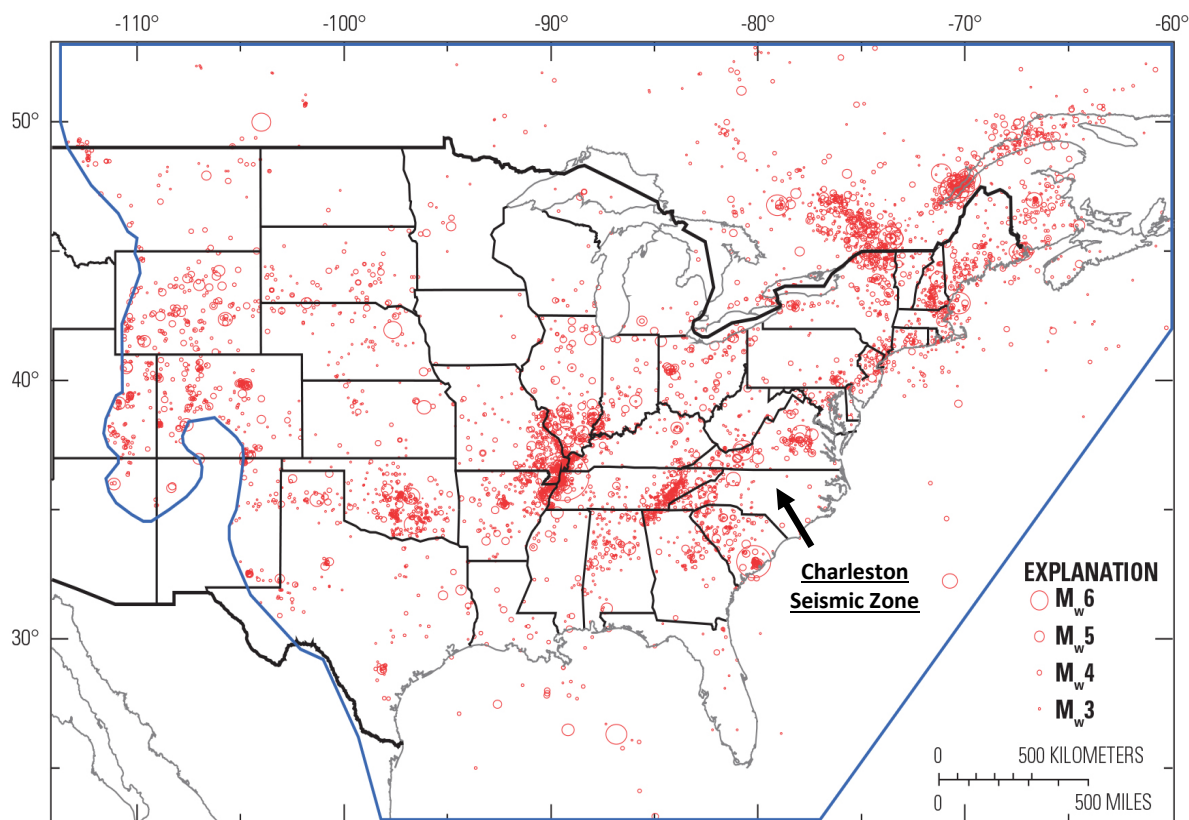 -110° -100° -90° -80° -70° -60°
50°
40°
30°
Charleston
Seismic Zone
EXPLANATION
Mw6
Mw5
Mw4
Mw3
0 500 KILOMETERS
0 500 MILES